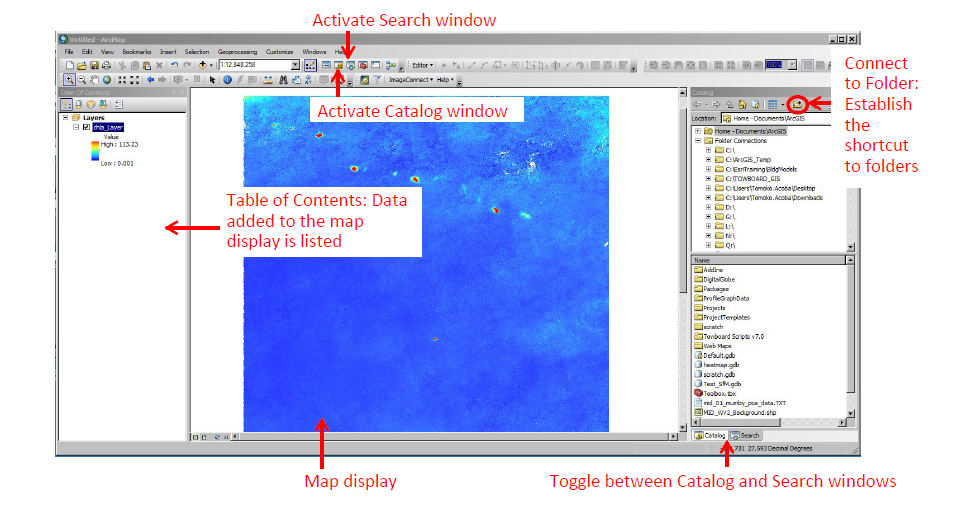 Activate Search window
Untitled - ArcMap
File Edit View Bookmarks Insert Selection Geoprocessing Customize Windows Help
1:12,848,258
Editor
100%
ImageConnect Help
Connect
to Folder:
Establish
the
shortcut
to folders
Table Of Contents
Layers
chla_Layer
Value
High : 113.23
Low : 0.001
Activate Catalog window
Table of Contents: Data
added to the map
display is listed
Catalog
Location: Home - Documents\ArcGIS
Home - Documents\ArcGIS
Folder Connections
C:\
C:\ArcGIS_Temp
C:\EsriTraining\BldgModels
C:\TOWBOARD_GIS
C:\Users\Tomoko.Acoba\Desktop
C:\Users\Tomoko.Acoba\Downloads
D:\
G:\
L:\
N:\
Q:\
Name
AddIns
DigitalGlobe
Packages
ProfileGraphData
Projects
ProjectTemplates
scratch
Towboard Scripts v7.0
Web Maps
Default.gdb
heatmap.gdb
scratch.gdb
Test_SfM.gdb
Toolbox.tbx
mid_01_mumby_pca_data.TXT
MID_WV2_Background.shp
Catalog Search
731 27.593 Decimal Degrees
Map display
Toggle between Catalog and Search windows